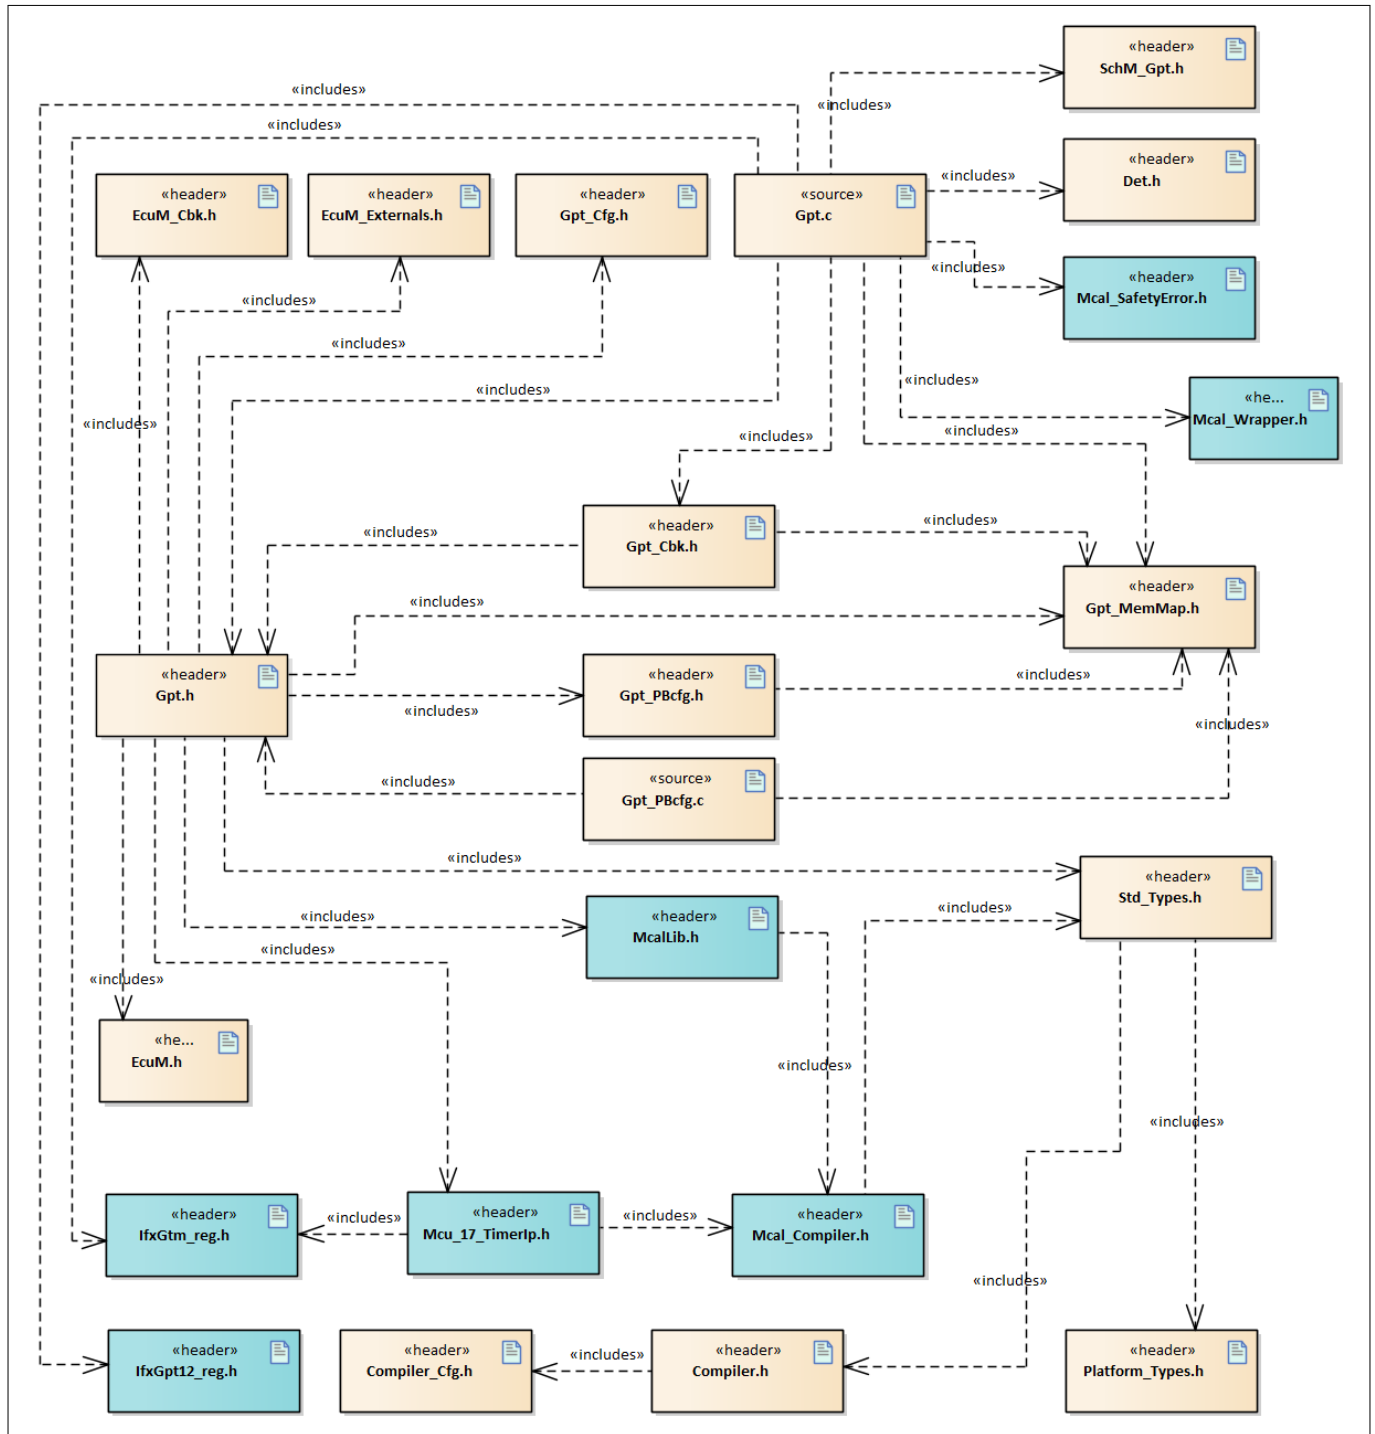 «header»
SchM_Gpt.h
«includes»
«includes»
«includes»
«header»
Det.h
«includes»
«header»
EcuM_Cbk.h
«header»
EcuM_Externals.h
«header»
Gpt_Cfg.h
«source»
Gpt.c
«includes»
«header»
Mcal_SafetyError.h
«includes»
«includes»
«includes»
«includes»
«he...
Mcal_Wrapper.h
«includes»
«includes»
«includes»
«header»
Gpt_Cbk.h
«includes»
«includes»
«header»
Gpt_MemMap.h
«includes»
«header»
Gpt.h
«header»
Gpt_PBcfg.h
«includes»
«includes»
«includes»
«source»
Gpt_PBcfg.c
«includes»
«includes»
«header»
Std_Types.h
«includes»
«header»
McalLib.h
«includes»
«includes»
«includes»
«he...
EcuM.h
«includes»
«includes»
«header»
IfxGtm_reg.h
«includes»
«header»
Mcu_17_TimerIp.h
«includes»
«header»
Mcal_Compiler.h
«includes»
«header»
IfxGpt12_reg.h
«header»
Compiler_Cfg.h
«includes»
«header»
Compiler.h
«header»
Platform_Types.h